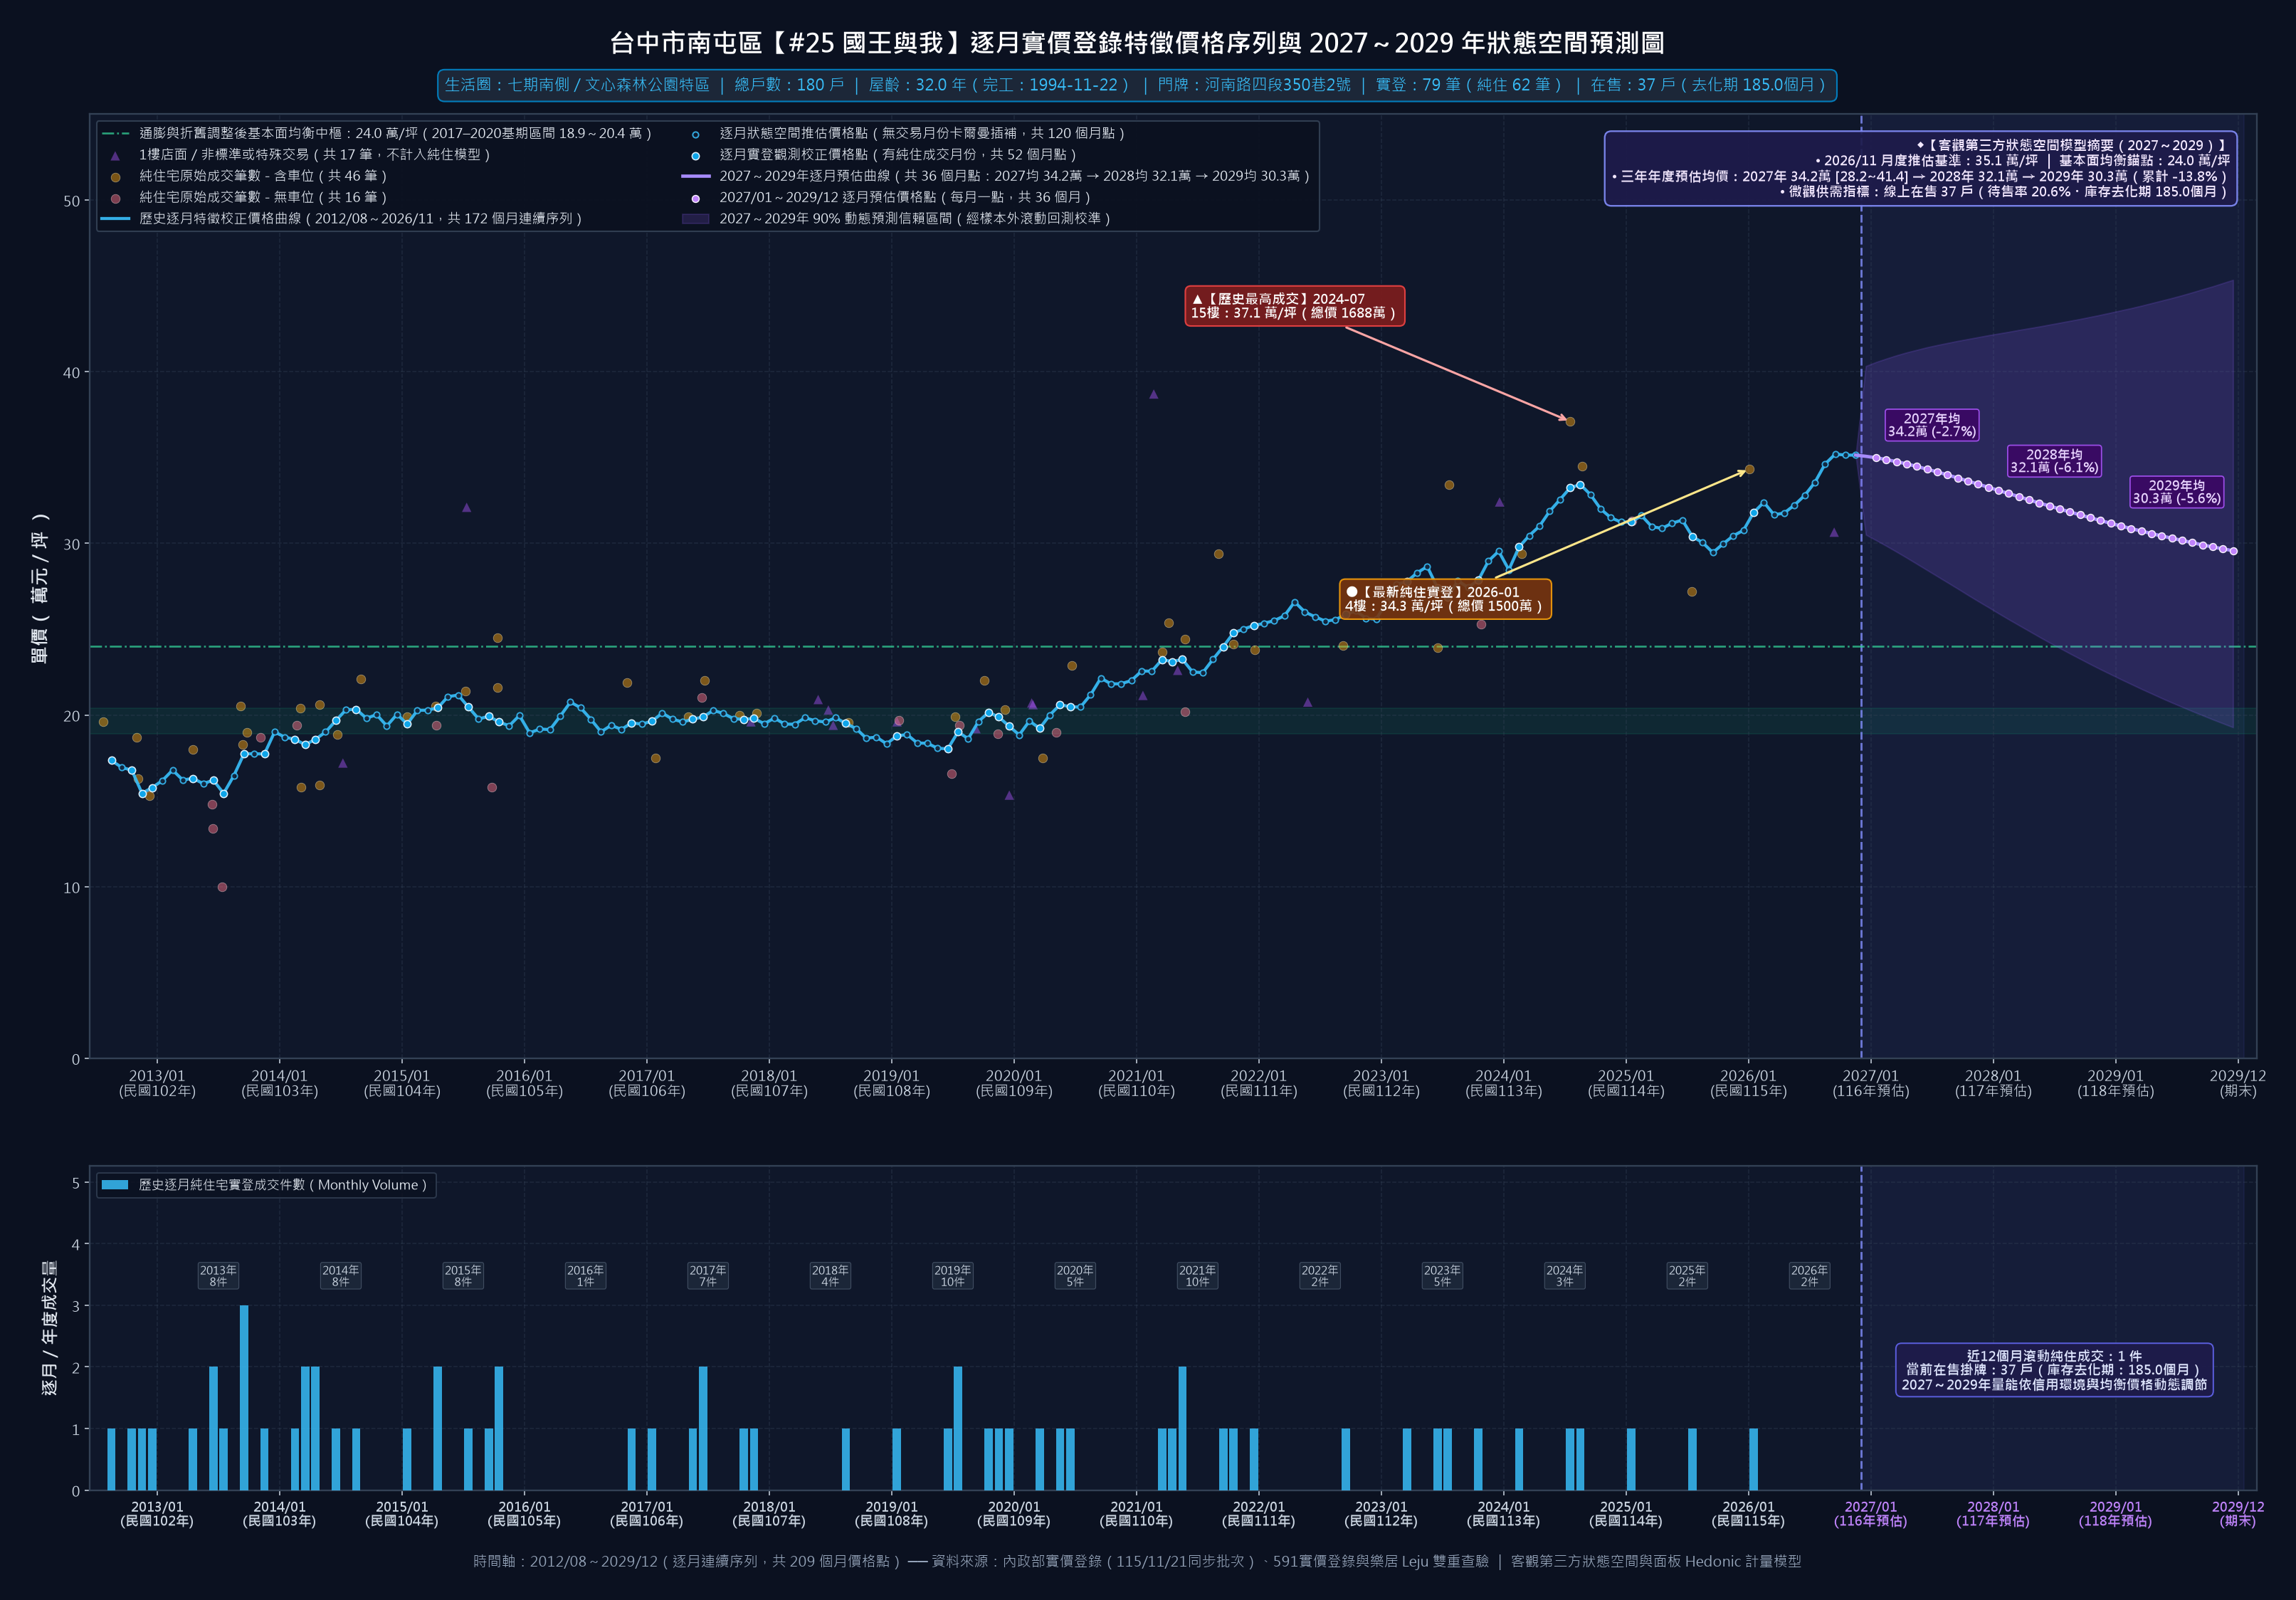 台中市南屯區【#25 國王與我】逐月實價登錄特徵價格序列與 2027～2029 年狀態空間預測圖
生活圈：七期南側 / 文心森林公園特區 ｜ 總戶數：180 戶 ｜ 屋齡：32.0 年（完工：1994-11-22）｜ 門牌：河南路四段350巷2號 ｜ 實登：79 筆（純住 62 筆）｜ 在售：37 戶（去化期 185.0個月）
通膨與折舊調整後基本面均衡中樞：24.0 萬/坪（2017–2020基期區間 18.9～20.4 萬）
1樓店面 / 非標準或特殊交易（共 17 筆，不計入純住模型）
純住宅原始成交筆數 - 含車位（共 46 筆）
純住宅原始成交筆數 - 無車位（共 16 筆）
歷史逐月特徵校正價格曲線（2012/08～2026/11，共 172 個月連續序列）
逐月狀態空間推估價格點（無交易月份卡爾曼插補，共 120 個月點）
逐月實登觀測校正價格點（有純住成交月份，共 52 個月點）
2027～2029年逐月預估曲線（共 36 個月點：2027均 34.2萬 → 2028均 32.1萬 → 2029均 30.3萬）
2027/01～2029/12 逐月預估價格點（每月一點，共 36 個月）
2027～2029年 90% 動態預測信賴區間（經樣本外滾動回測校準）
◆【客觀第三方狀態空間模型摘要（2027～2029）】
• 2026/11 月度推估基準：35.1 萬/坪 ｜ 基本面均衡錨點：24.0 萬/坪
• 三年年度預估均價：2027年 34.2萬 [28.2~41.4] → 2028年 32.1萬 → 2029年 30.3萬（累計 -13.8%）
• 微觀供需指標：線上在售 37 戶（待售率 20.6% · 庫存去化期 185.0個月）
單價（萬元 / 坪）
50
40
30
20
10
0
▲【歷史最高成交】2024-07
15樓：37.1 萬/坪（總價 1688萬）
●【最新純住實登】2026-01
4樓：34.3 萬/坪（總價 1500萬）
2027年均
34.2萬 (-2.7%)
2028年均
32.1萬 (-6.1%)
2029年均
30.3萬 (-5.6%)
2013/01 2014/01 2015/01 2016/01 2017/01 2018/01 2019/01 2020/01 2021/01 2022/01 2023/01 2024/01 2025/01 2026/01 2027/01 2028/01 2029/01 2029/12
(民國102年) (民國103年) (民國104年) (民國105年) (民國106年) (民國107年) (民國108年) (民國109年) (民國110年) (民國111年) (民國112年) (民國113年) (民國114年) (民國115年) (116年預估) (117年預估) (118年預估) (期末)
歷史逐月純住宅實登成交件數（Monthly Volume）
逐月 / 年度成交量
5
4
3
2
1
0
2013年 2014年 2015年 2016年 2017年 2018年 2019年 2020年 2021年 2022年 2023年 2024年 2025年 2026年
8件 8件 8件 1件 7件 4件 10件 5件 10件 2件 5件 3件 2件 2件
近12個月滾動純住成交：1 件
當前在售掛牌：37 戶（庫存去化期：185.0個月）
2027～2029年量能依信用環境與均衡價格動態調節
2013/01 2014/01 2015/01 2016/01 2017/01 2018/01 2019/01 2020/01 2021/01 2022/01 2023/01 2024/01 2025/01 2026/01 2027/01 2028/01 2029/01 2029/12
(民國102年) (民國103年) (民國104年) (民國105年) (民國106年) (民國107年) (民國108年) (民國109年) (民國110年) (民國111年) (民國112年) (民國113年) (民國114年) (民國115年) (116年預估) (117年預估) (118年預估) (期末)
時間軸：2012/08～2029/12（逐月連續序列，共 209 個月價格點）── 資料來源：內政部實價登錄（115/11/21同步批次）、591實價登錄與樂居 Leju 雙重查驗 ｜ 客觀第三方狀態空間與面板 Hedonic 計量模型